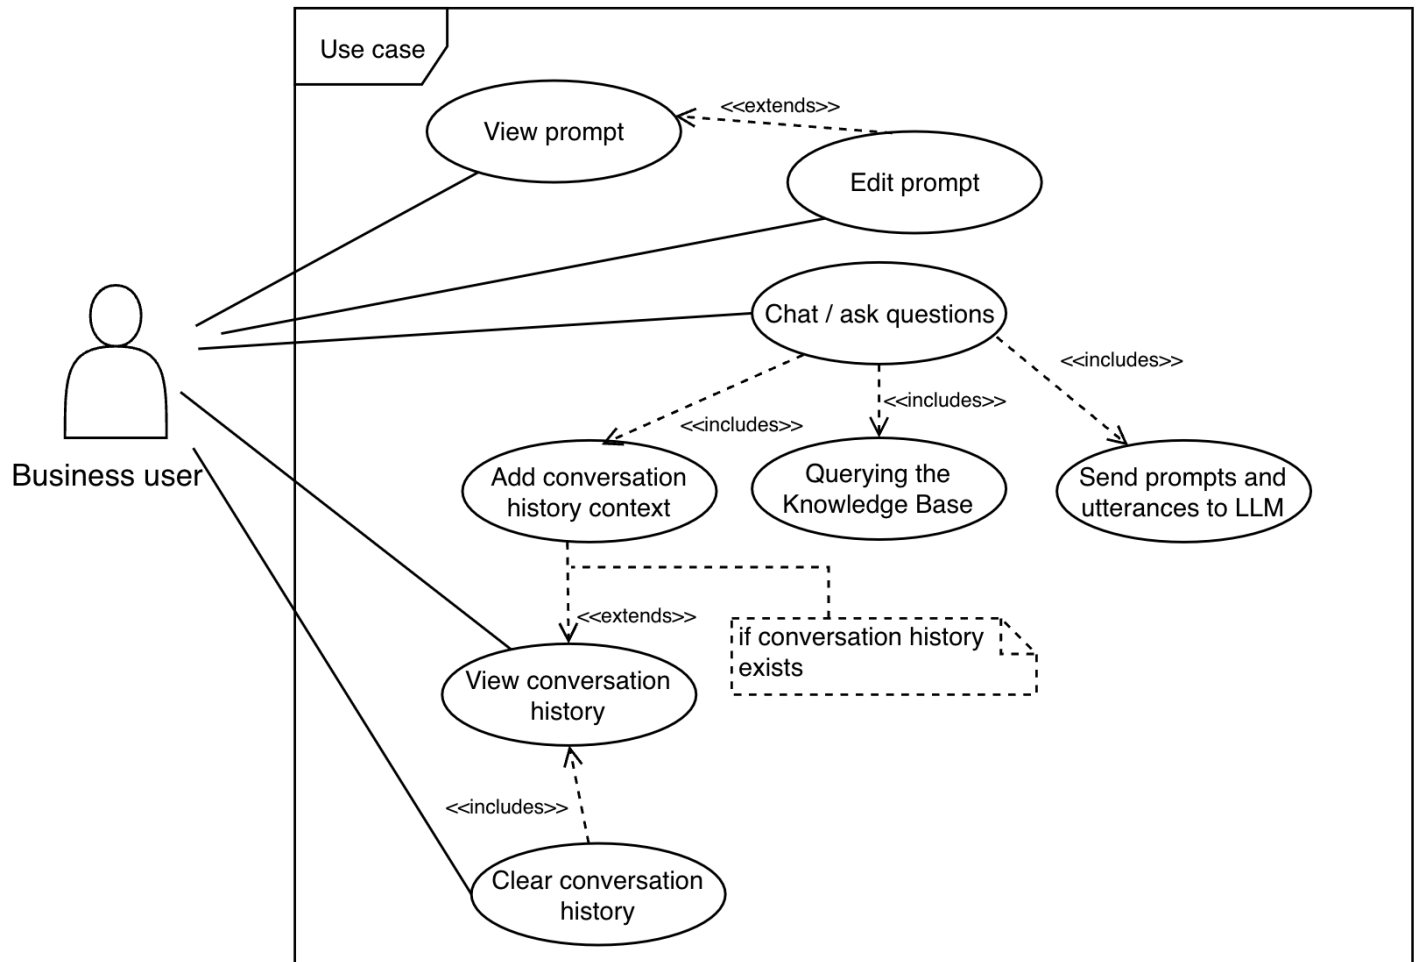 Use case
View prompt
<<extends>>
Edit prompt
Chat / ask questions
<<includes>>
<<includes>>
<<includes>>
Business user
Add conversation
history context
Querying the
Knowledge Base
Send prompts and
utterances to LLM
<<extends>>
if conversation history
exists
View conversation
history
<<includes>>
Clear conversation
history